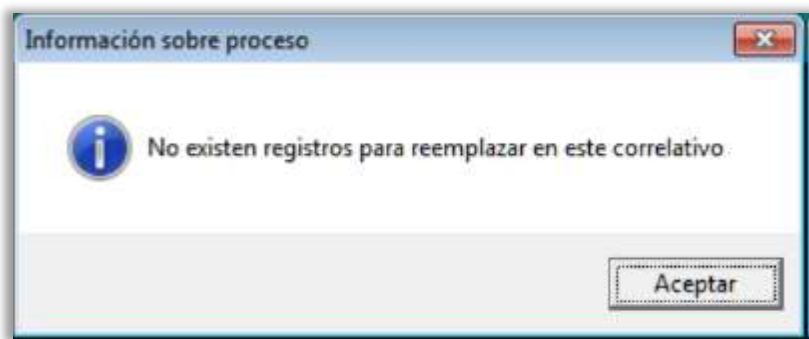 Información sobre proceso
No existen registros para reemplazar en este correlativo
Aceptar